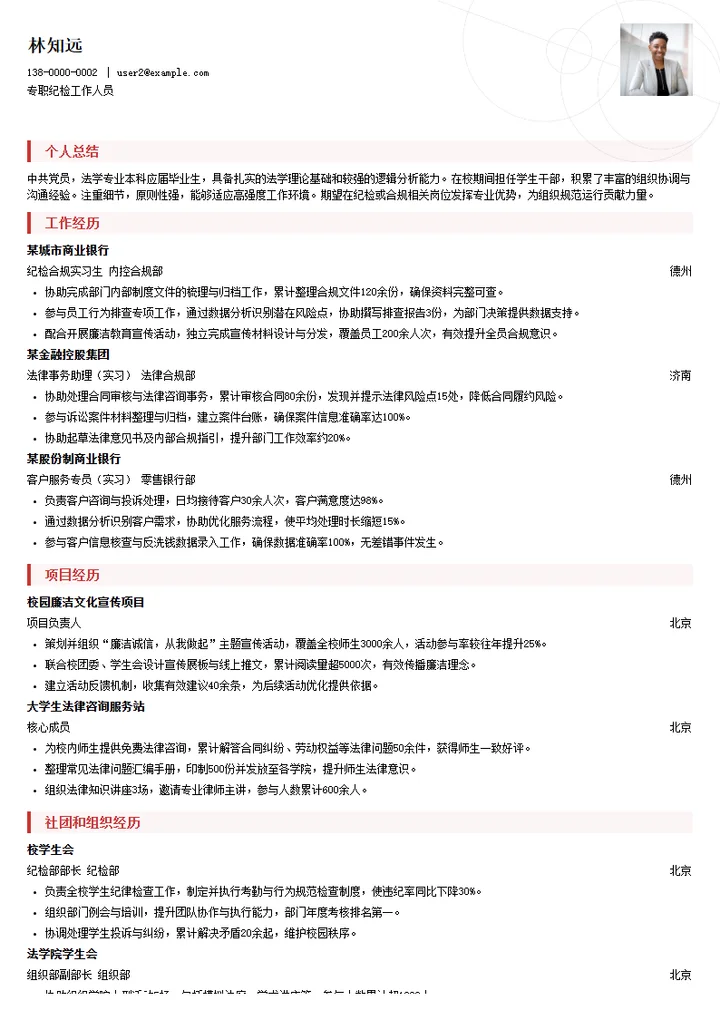 林知远
138-0000-0002 | user2@example.com
专职纪检工作人员
个人总结
中共党员，法学专业本科应届毕业生，具备扎实的法学理论基础和较强的逻辑分析能力。在校期间担任学生干部，积累了丰富的组织协调与
沟通经验。注重细节，原则性强，能够适应高强度工作环境。期望在纪检或合规相关岗位发挥专业优势，为组织规范运行贡献力量。
工作经历
某城市商业银行
纪检合规实习生 内控合规部 德州
• 协助完成部门内部制度文件的梳理与归档工作，累计整理合规文件120余份，确保资料完整可查。
• 参与员工行为排查专项工作，通过数据分析识别潜在风险点，协助撰写排查报告3份，为部门决策提供数据支持。
• 配合开展廉洁教育宣传活动，独立完成宣传材料设计与分发，覆盖员工200余人次，有效提升全员合规意识。
某金融控股集团
法律事务助理（实习） 法律合规部 济南
• 协助处理合同审核与法律咨询事务，累计审核合同80余份，发现并提示法律风险点15处，降低合同履约风险。
• 参与诉讼案件材料整理与归档，建立案件台账，确保案件信息准确率达100%。
• 协助起草法律意见书及内部合规指引，提升部门工作效率约20%。
某股份制商业银行
客户服务专员（实习） 零售银行部 德州
• 负责客户咨询与投诉处理，日均接待客户30余人次，客户满意度达98%。
• 通过数据分析识别客户需求，协助优化服务流程，使平均处理时长缩短15%。
• 参与客户信息核查与反洗钱数据录入工作，确保数据准确率100%，无差错事件发生。
项目经历
校园廉洁文化宣传项目
项目负责人 北京
• 策划并组织“廉洁诚信，从我做起”主题宣传活动，覆盖全校师生3000余人，活动参与率较往年提升25%。
• 联合校团委、学生会设计宣传展板与线上推文，累计阅读量超5000次，有效传播廉洁理念。
• 建立活动反馈机制，收集有效建议40余条，为后续活动优化提供依据。
大学生法律咨询服务站
核心成员 北京
• 为校内师生提供免费法律咨询，累计解答合同纠纷、劳动权益等法律问题50余件，获得师生一致好评。
• 整理常见法律问题汇编手册，印制500份并发放至各学院，提升师生法律意识。
• 组织法律知识讲座3场，邀请专业律师主讲，参与人数累计600余人。
社团和组织经历
校学生会
纪检部部长 纪检部 北京
• 负责全校学生纪律检查工作，制定并执行考勤与行为规范检查制度，使违纪率同比下降30%。
• 组织部门例会与培训，提升团队协作与执行能力，部门年度考核排名第一。
• 协调处理学生投诉与纠纷，累计解决矛盾20余起，维护校园秩序。
法学院学生会
组织部副部长 组织部 北京